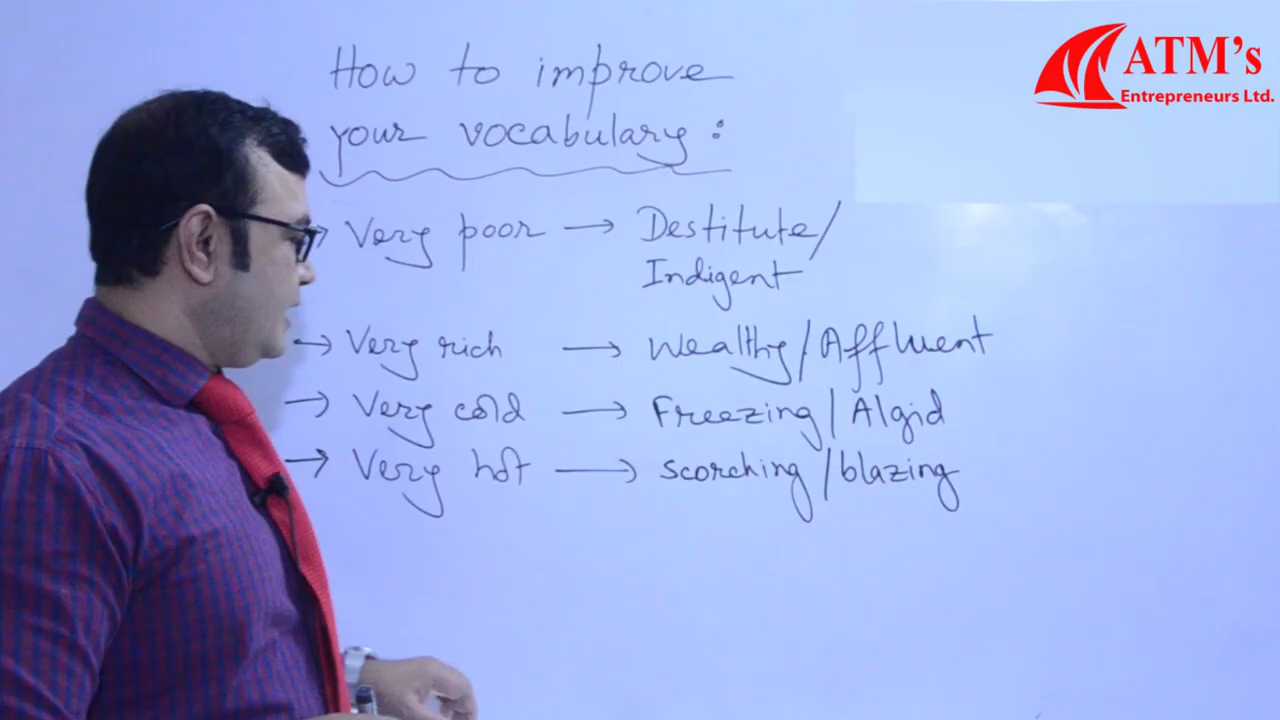 How to improve
your vocabulary:
→ Very poor → Destitute/
Indigent
→ Very rich → Wealthy/Affluent
→ Very cold → Freezing/Algid
→ Very hot → scorching/blazing
ATM's
Entrepreneurs Ltd.